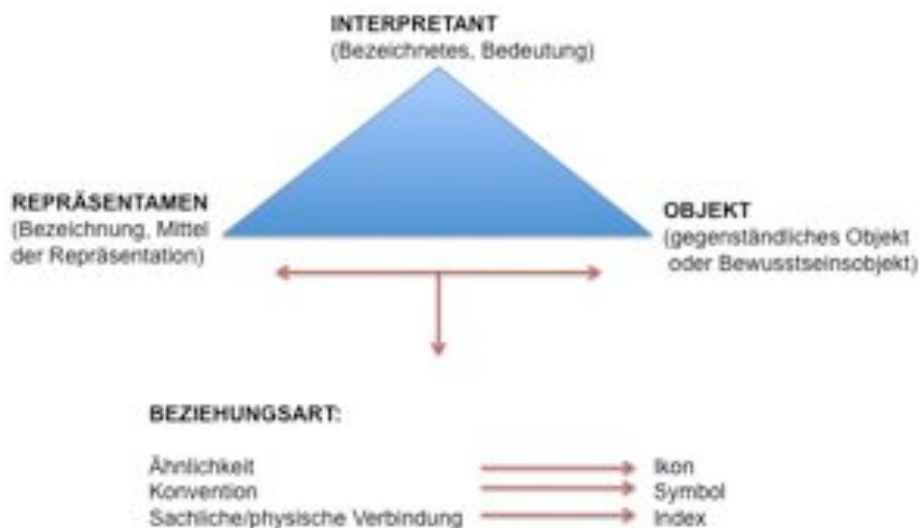 INTERPRETANT
(Bezeichnetes, Bedeutung)
REPRÄSENTAMEN
(Bezeichnung, Mittel
der Repräsentation)
OBJEKT
(gegenständliches Objekt
oder Bewusstseinsobjekt)
BEZIEHUNGSART:
Ähnlichkeit Ikon
Konvention Symbol
Sachliche/physische Verbindung Index